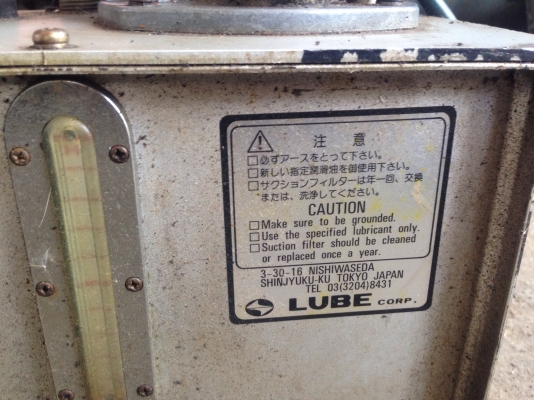 注意
□必ずアースをとって下さい。
□新しい指定潤滑油を御使用下さい。
□サクションフィルターは年一回、交換
または、洗浄してください。
CAUTION
□Make sure to be grounded.
□Use the specified lubricant only.
□Suction filter should be cleaned
or replaced once a year.
3-30-16 NISHIWASEDA
SHINJYUKU-KU TOKYO JAPAN
TEL 03(3204)8431
LUBE CORP.